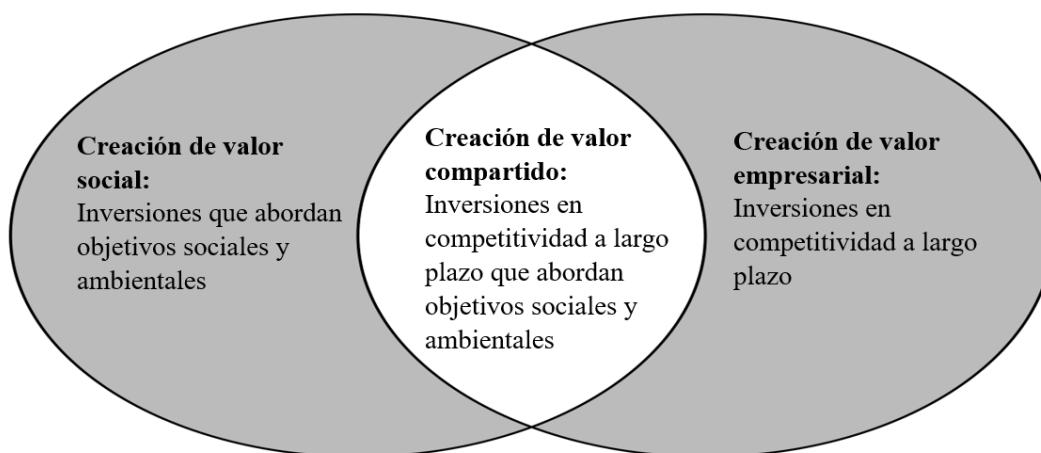 Creación de valor
social:
Inversiones que abordan
objetivos sociales y
ambientales
Creación de valor
compartido:
Inversiones en
competitividad a largo
plazo que abordan
objetivos sociales y
ambientales
Creación de valor
empresarial:
Inversiones en
competitividad a largo
plazo